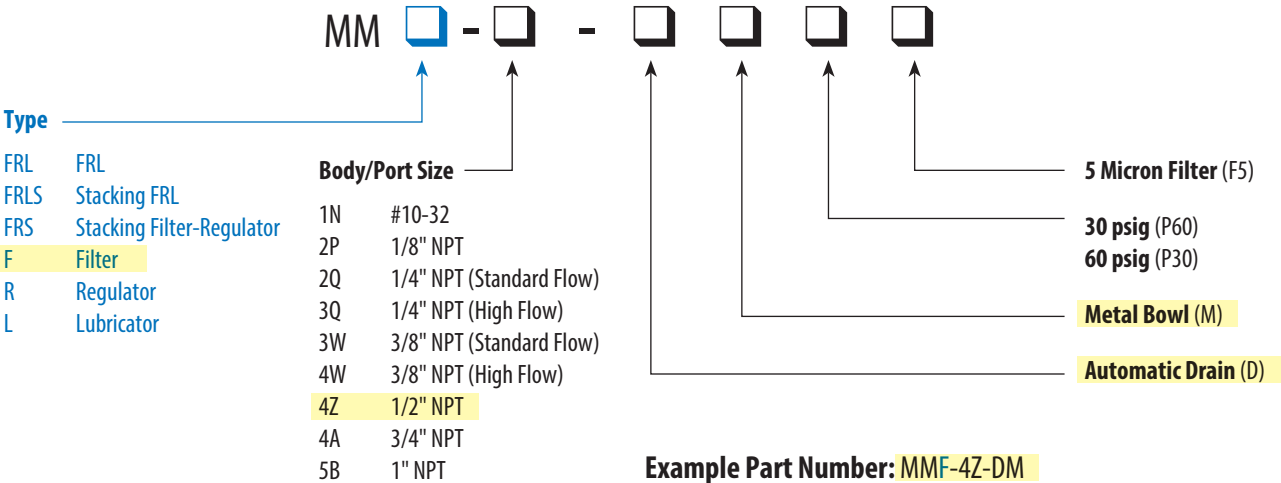 MM - -
Type
FRL FRL
FRLS Stacking FRL
FRS Stacking Filter-Regulator
F Filter
R Regulator
L Lubricator
Body/Port Size
1N #10-32
2P 1/8" NPT
2Q 1/4" NPT (Standard Flow)
3Q 1/4" NPT (High Flow)
3W 3/8" NPT (Standard Flow)
4W 3/8" NPT (High Flow)
4Z 1/2" NPT
4A 3/4" NPT
5B 1" NPT
5 Micron Filter (F5)
30 psig (P60)
60 psig (P30)
Metal Bowl (M)
Automatic Drain (D)
Example Part Number: MMF-4Z-DM